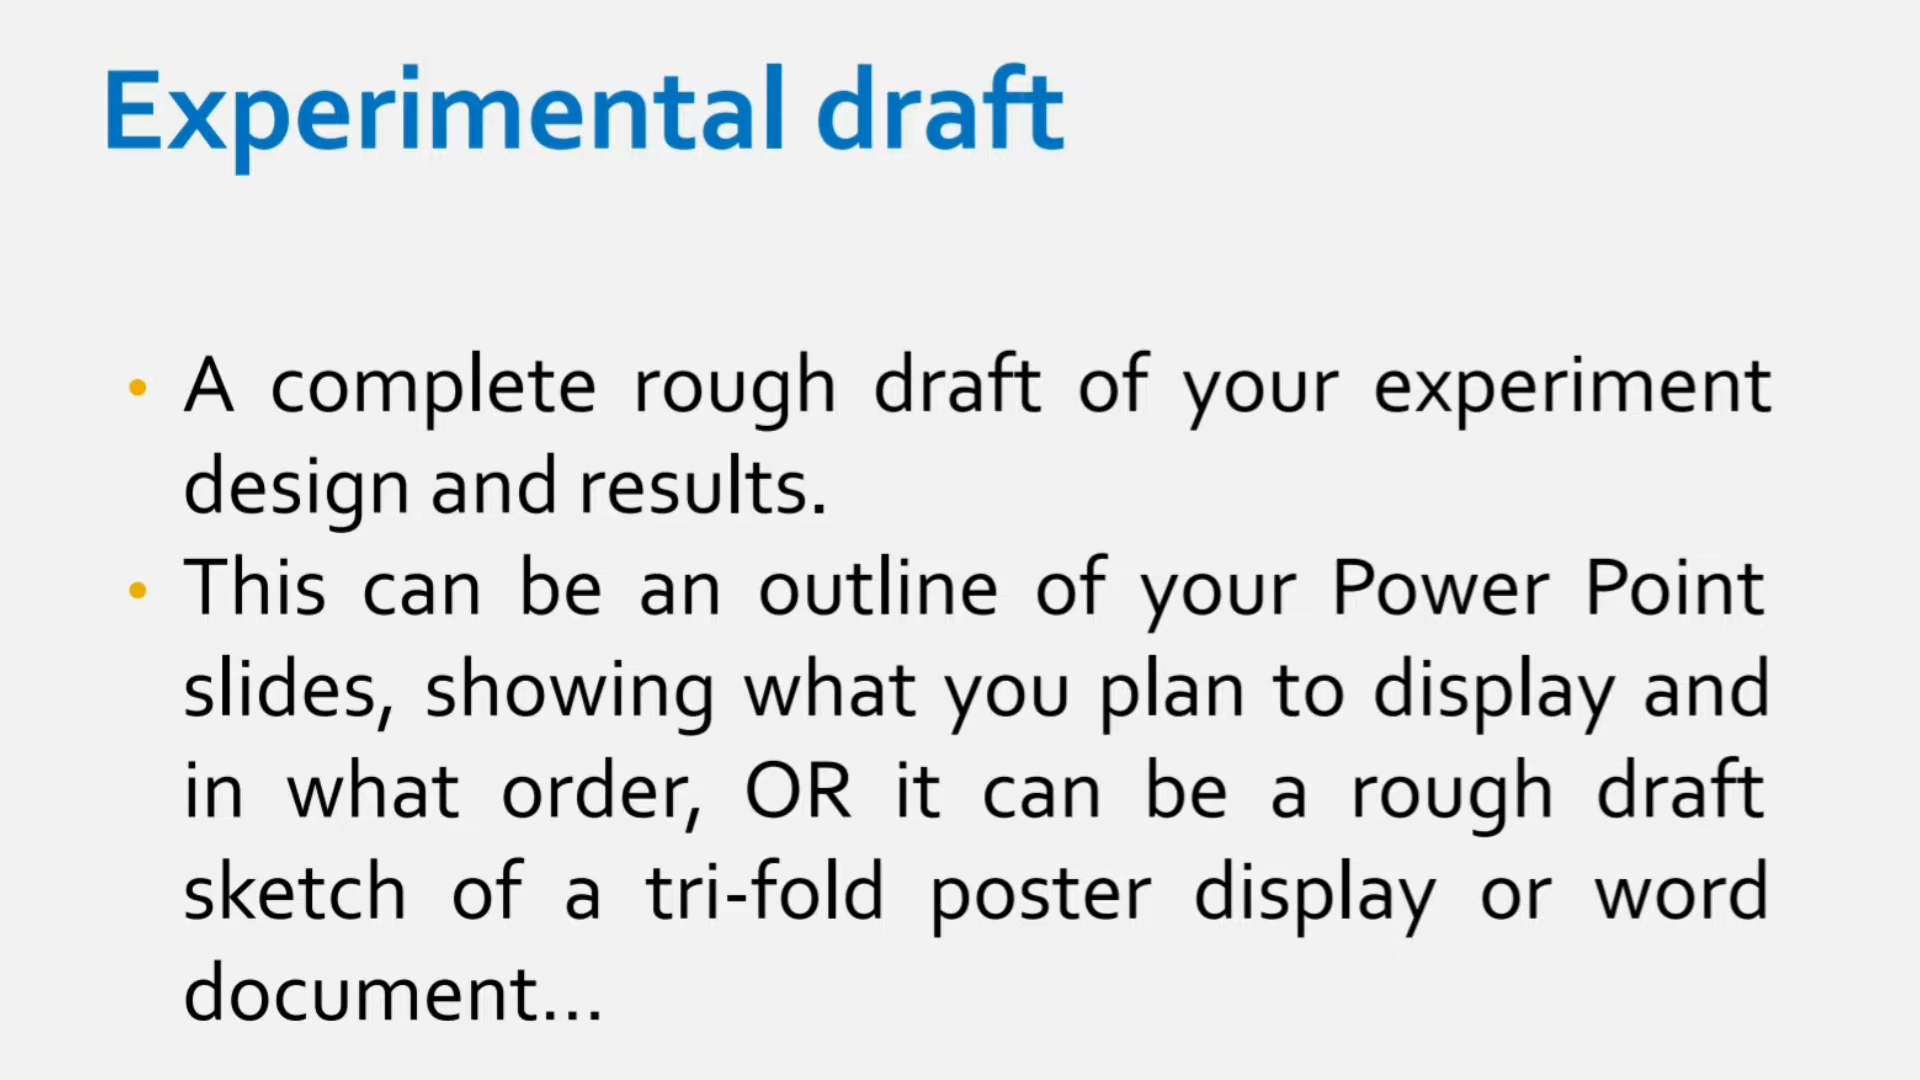 Experimental draft
• A complete rough draft of your experiment
design and results.
• This can be an outline of your Power Point
slides, showing what you plan to display and
in what order, OR it can be a rough draft
sketch of a tri-fold poster display or word
document...